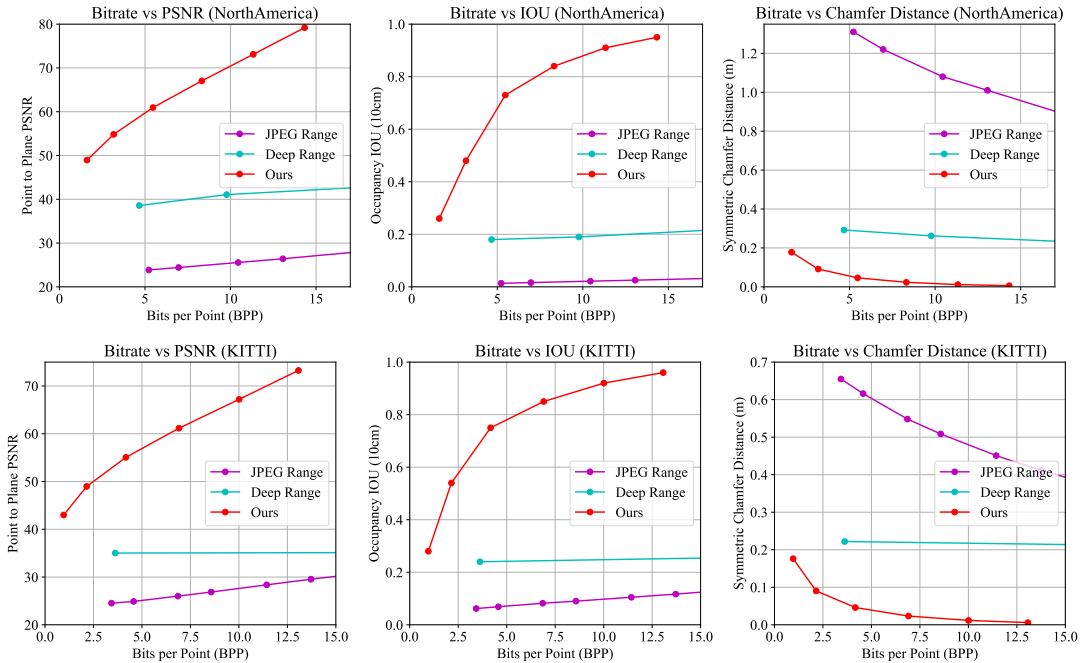 Bitrate vs PSNR (NorthAmerica)
Point to Plane PSNR
80
70
60
50
40
30
20
0
5
10
15
Bits per Point (BPP)
JPEG Range
Deep Range
Ours
Bitrate vs IOU (NorthAmerica)
Occupancy IOU (10cm)
1.0
0.8
0.6
0.4
0.2
0.0
0
5
10
15
Bits per Point (BPP)
JPEG Range
Deep Range
Ours
Bitrate vs Chamfer Distance (NorthAmerica)
Symmetric Chamfer Distance (m)
1.2
1.0
0.8
0.6
0.4
0.2
0.0
0
5
10
15
Bits per Point (BPP)
JPEG Range
Deep Range
Ours
Bitrate vs PSNR (KITTI)
Point to Plane PSNR
70
60
50
40
30
20
0.0
2.5
5.0
7.5
10.0
12.5
15.0
Bits per Point (BPP)
JPEG Range
Deep Range
Ours
Bitrate vs IOU (KITTI)
Occupancy IOU (10cm)
1.0
0.8
0.6
0.4
0.2
0.0
0.0
2.5
5.0
7.5
10.0
12.5
15.0
Bits per Point (BPP)
JPEG Range
Deep Range
Ours
Bitrate vs Chamfer Distance (KITTI)
Symmetric Chamfer Distance (m)
0.7
0.6
0.5
0.4
0.3
0.2
0.1
0.0
0.0
2.5
5.0
7.5
10.0
12.5
15.0
Bits per Point (BPP)
JPEG Range
Deep Range
Ours